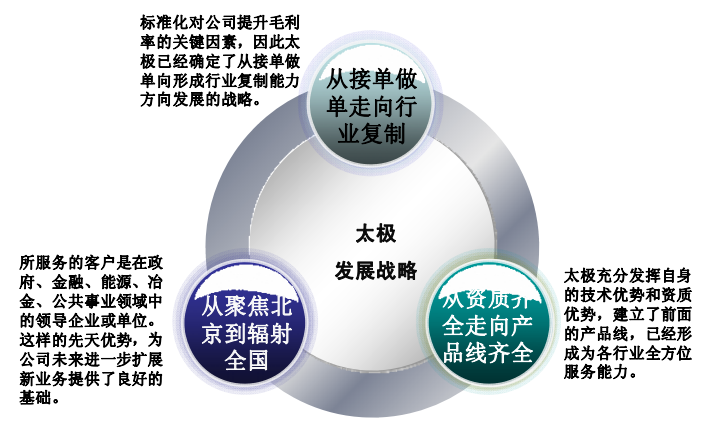 标准化对公司提升毛利
率的关键因素，因此太
极已经确定了从接单做
单向形成行业复制能力
方向发展的战略。
从接单做
单走向行
业复制
太极
发展战略
所服务的客户是在政
府、金融、能源、冶
金、公共事业领域中
的领导企业或单位。
这样的先天优势，为
公司未来进一步扩展
新业务提供了良好的
基础。
从聚焦北
京到辐射
全国
从资质齐
全走向产
品线齐全
太极充分发挥自身
的技术优势和资质
优势，建立了前面
的产品线，已经形
成为各行业全方位
服务能力。